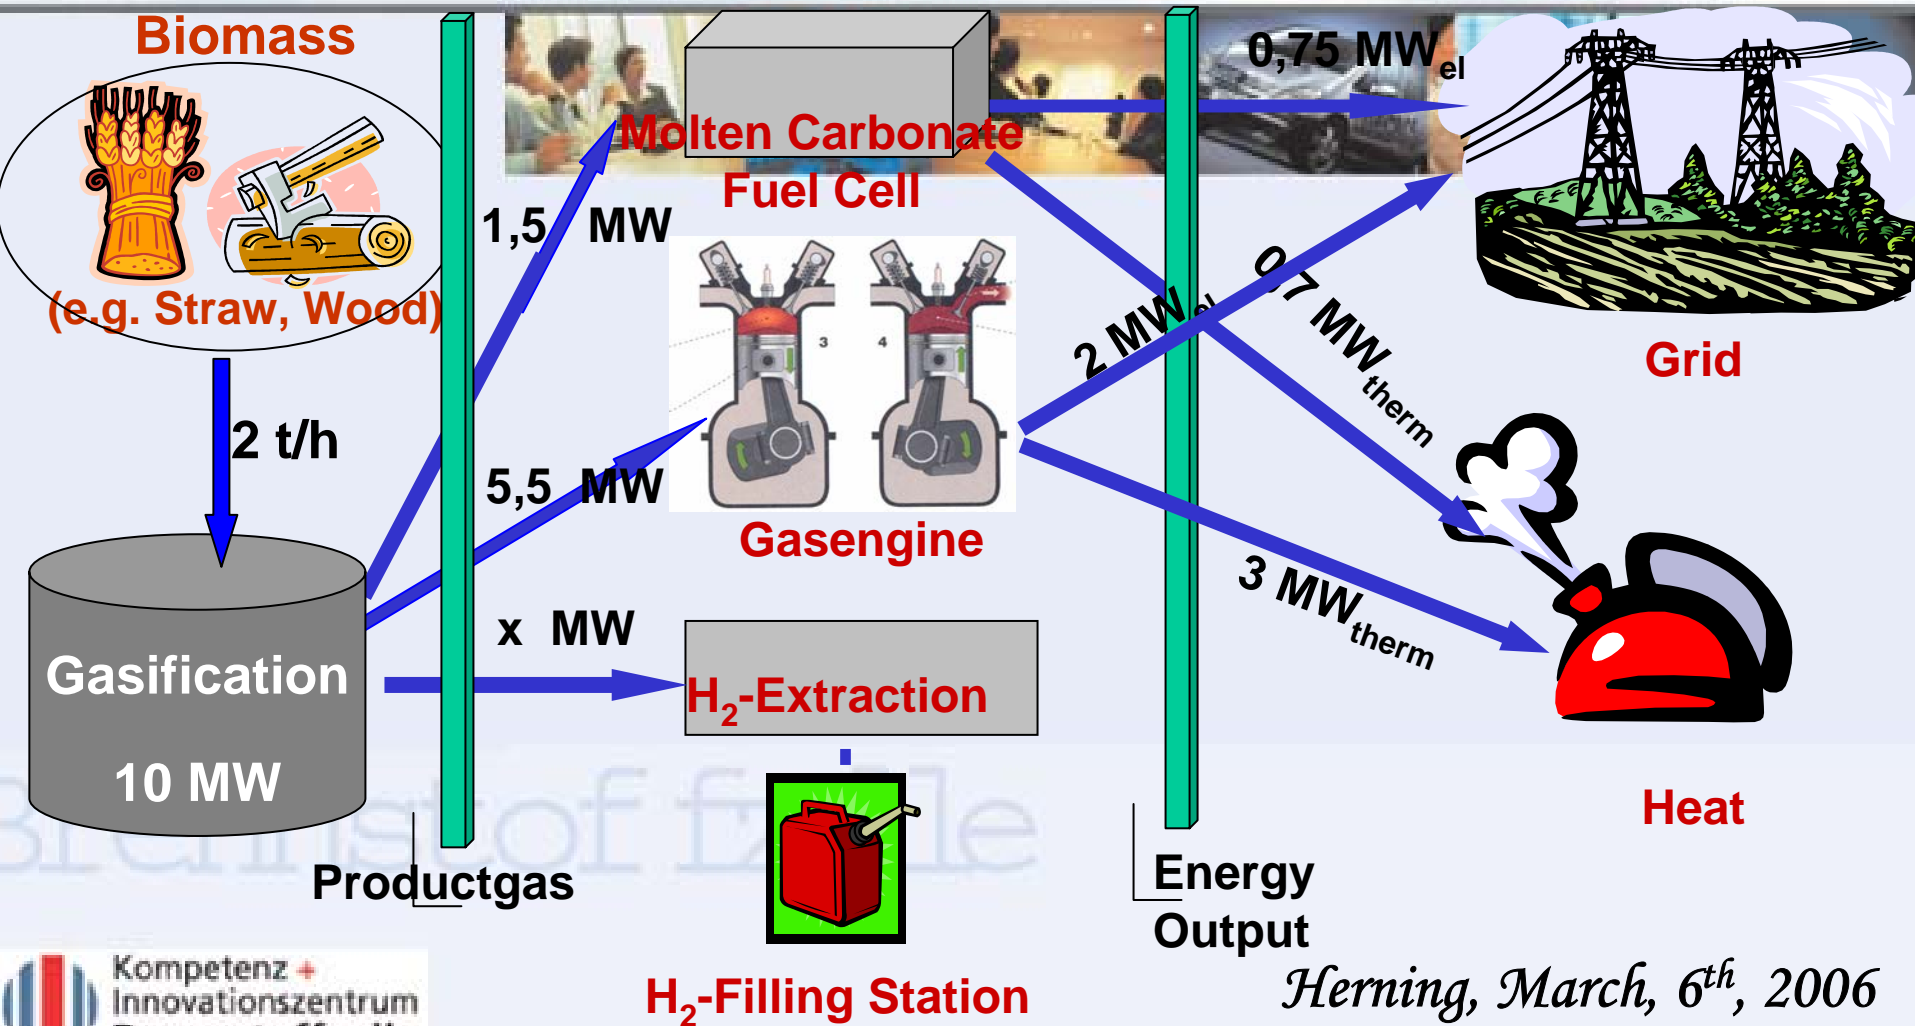 Biomass
(e.g. Straw, Wood)
2 t/h
Gasification
10 MW
Productgas
1,5 MW
5,5 MW
x MW
Molten Carbonate
Fuel Cell
3 4
Gasengine
H2-Extraction
H2-Filling Station
0,75 MWel
2 MWel
0,7 MWtherm
3 MWtherm
Energy
Output
Grid
Heat
Kompetenz +
Innovationszentrum
Herning, March, 6th, 2006